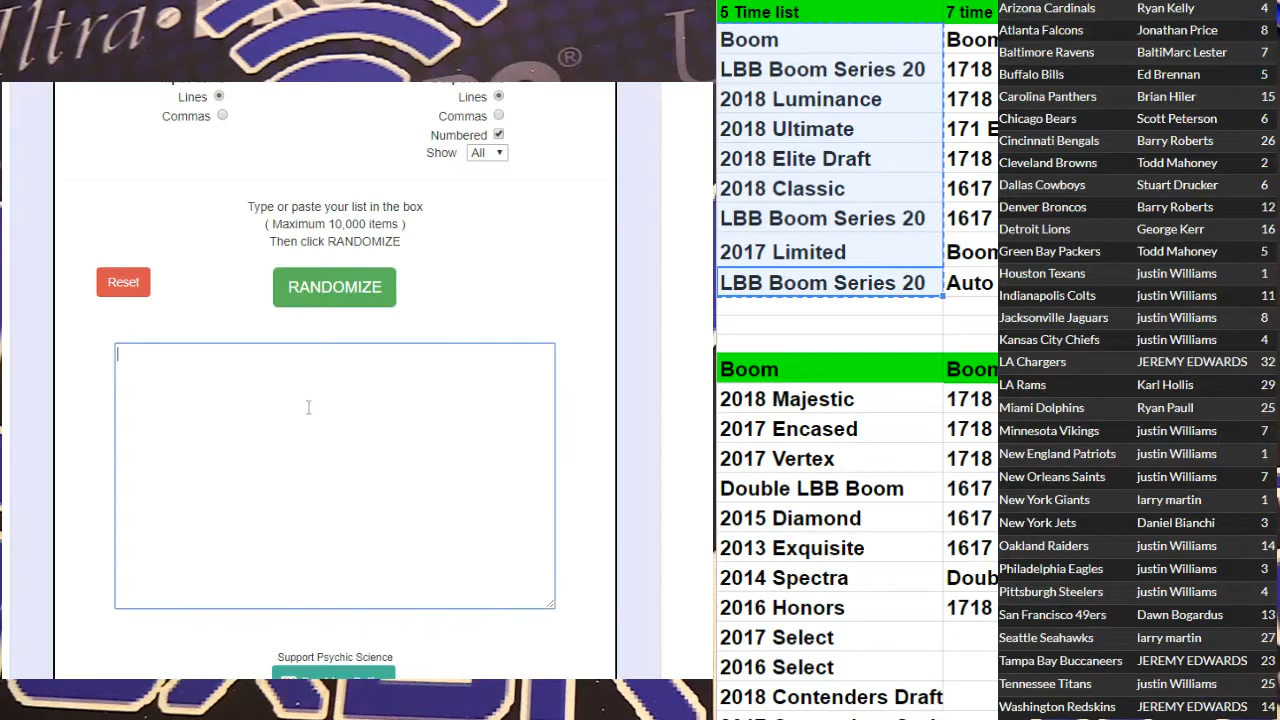 ltra
®
Lines
Commas
Lines
Commas
Numbered
Show All
Type or paste your list in the box
( Maximum 10,000 items )
Then click RANDOMIZE
Reset
RANDOMIZE
Support Psychic Science
5 Time list 7 time
Boom Boom
LBB Boom Series 20 1718
2018 Luminance 1718
2018 Ultimate 171 E
2018 Elite Draft 1718
2018 Classic 1617
LBB Boom Series 20 1617
2017 Limited Boom
LBB Boom Series 20 Auto
Boom Boom
2018 Majestic 1718
2017 Encased 1718
2017 Vertex 1718
Double LBB Boom 1617
2015 Diamond 1617
2013 Exquisite 1617
2014 Spectra Doub
2016 Honors 1718
2017 Select
2016 Select
2018 Contenders Draft
Arizona Cardinals Ryan Kelly 4
Atlanta Falcons Jonathan Price 8
Baltimore Ravens BaltiMarc Lester 7
Buffalo Bills Ed Brennan 5
Carolina Panthers Brian Hiler 15
Chicago Bears Scott Peterson 6
Cincinnati Bengals Barry Roberts 26
Cleveland Browns Todd Mahoney 2
Dallas Cowboys Stuart Drucker 6
Denver Broncos Barry Roberts 12
Detroit Lions George Kerr 16
Green Bay Packers Todd Mahoney 5
Houston Texans justin Williams 1
Indianapolis Colts justin Williams 11
Jacksonville Jaguars justin Williams 8
Kansas City Chiefs justin Williams 4
LA Chargers JEREMY EDWARDS 32
LA Rams Karl Hollis 29
Miami Dolphins Ryan Paull 25
Minnesota Vikings justin Williams 7
New England Patriots justin Williams 1
New Orleans Saints justin Williams 7
New York Giants larry martin 1
New York Jets Daniel Bianchi 3
Oakland Raiders justin Williams 14
Philadelphia Eagles justin Williams 3
Pittsburgh Steelers justin Williams 4
San Francisco 49ers Dawn Bogardus 13
Seattle Seahawks larry martin 27
Tampa Bay Buccaneers JEREMY EDWARDS 23
Tennessee Titans justin Williams 25
Washington Redskins JEREMY EDWARDS 14